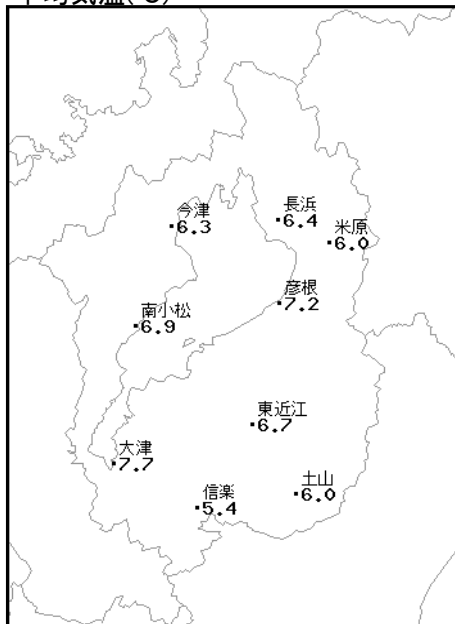 平均気温(℃)
今津
6.3
長浜
6.4
米原
6.0
彦根
7.2
南小松
6.9
東近江
6.7
大津
7.7
土山
6.0
信楽
5.4